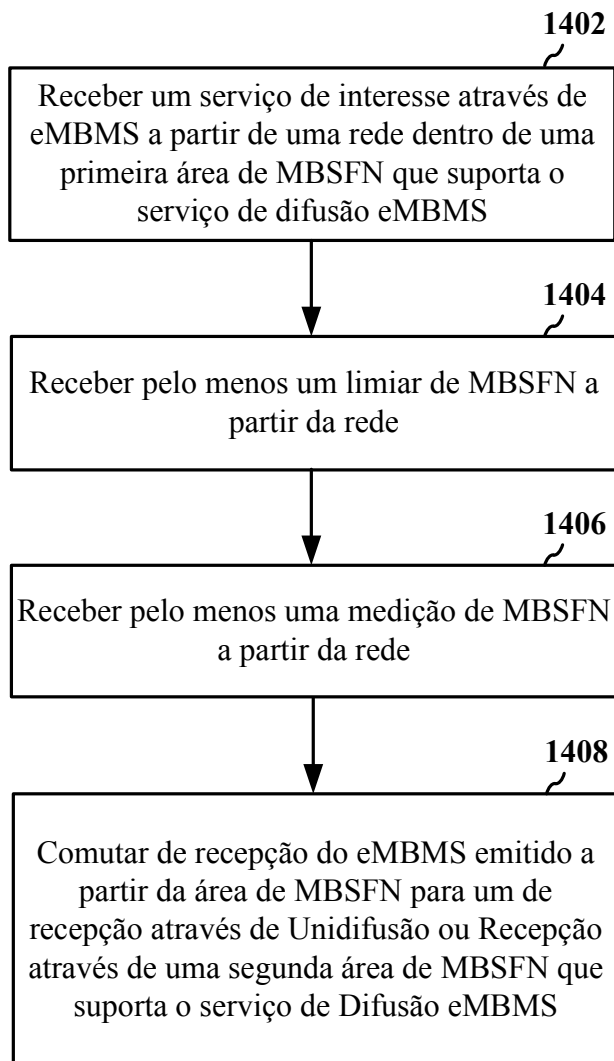 1402
Receber um serviço de interesse através de
eMBMS a partir de uma rede dentro de uma
primeira área de MBSFN que suporta o
serviço de difusão eMBMS
1404
Receber pelo menos um limiar de MBSFN a
partir da rede
1406
Receber pelo menos uma medição de MBSFN
a partir da rede
1408
Comutar de recepção do eMBMS emitido a
partir da área de MBSFN para um de
recepção através de Unidifusão ou Recepção
através de uma segunda área de MBSFN que
suporta o serviço de Difusão eMBMS